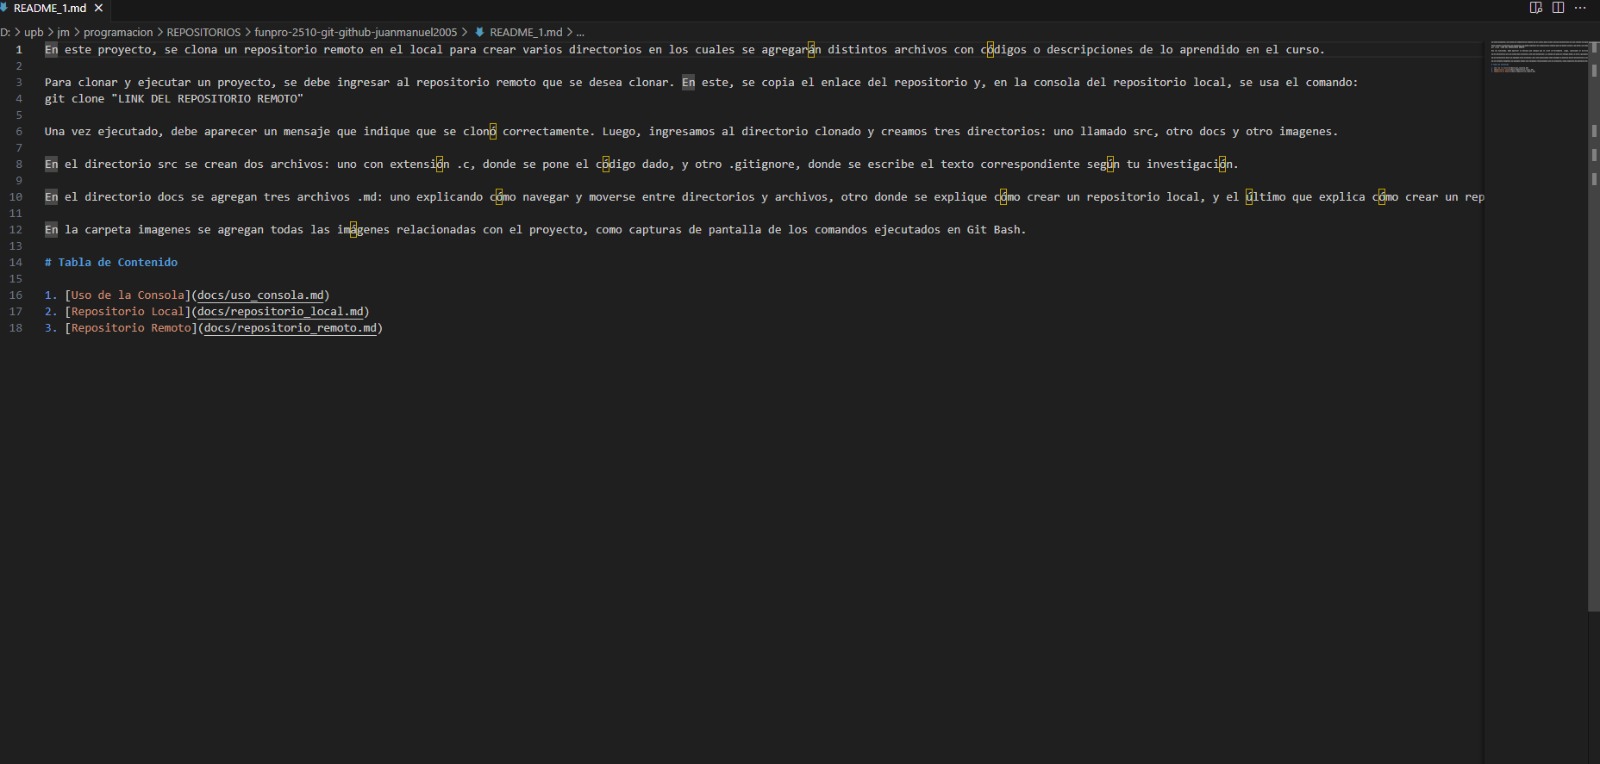 README_1.md
D: > upb > jm > programacion > REPOSITORIOS > funpro-2510-git-github-juanmanuel2005 > README_1.md > ...
1 En este proyecto, se clona un repositorio remoto en el local para crear varios directorios en los cuales se agregarán distintos archivos con códigos o descripciones de lo aprendido en el curso.
2
3 Para clonar y ejecutar un proyecto, se debe ingresar al repositorio remoto que se desea clonar. En este, se copia el enlace del repositorio y, en la consola del repositorio local, se usa el comando:
4 git clone "LINK DEL REPOSITORIO REMOTO"
5
6 Una vez ejecutado, debe aparecer un mensaje que indique que se clonó correctamente. Luego, ingresamos al directorio clonado y creamos tres directorios: uno llamado src, otro docs y otro imagenes.
7
8 En el directorio src se crean dos archivos: uno con extensión .c, donde se pone el código dado, y otro .gitignore, donde se escribe el texto correspondiente según tu investigación.
9
10 En el directorio docs se agregan tres archivos .md: uno explicando cómo navegar y moverse entre directorios y archivos, otro donde se explique cómo crear un repositorio local, y el último que explica cómo crear un rep
11
12 En la carpeta imagenes se agregan todas las imágenes relacionadas con el proyecto, como capturas de pantalla de los comandos ejecutados en Git Bash.
13
14 # Tabla de Contenido
15
16 1. [Uso de la Consola](docs/uso_consola.md)
17 2. [Repositorio Local](docs/repositorio_local.md)
18 3. [Repositorio Remoto](docs/repositorio_remoto.md)